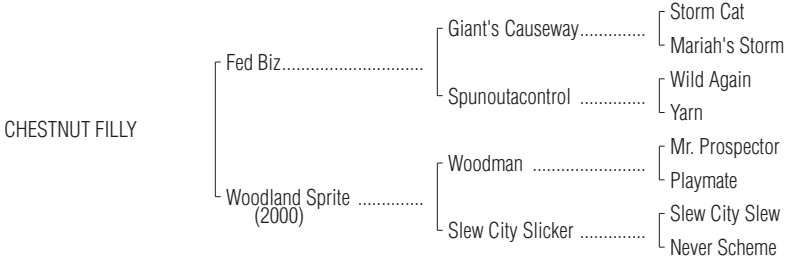 Storm Cat
Giant's Causeway..............
Mariah's Storm
Fed Biz.............................
Wild Again
Spunoutacontrol ..............
Yarn
CHESTNUT FILLY
Mr. Prospector
Woodman .......................
Playmate
Woodland Sprite ..............
(2000)
Slew City Slew
Slew City Slicker ..............
Never Scheme